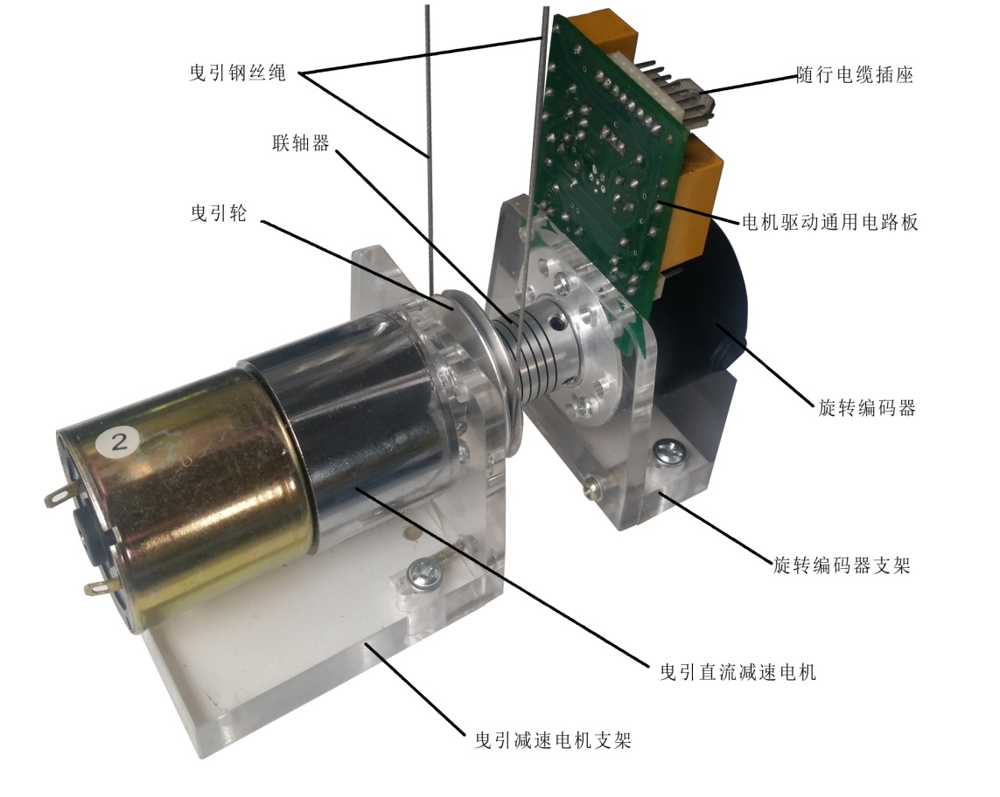 曳引钢丝绳
随行电缆插座
联轴器
曳引轮
电机驱动通用电路板
旋转编码器
2
旋转编码器支架
曳引直流减速电机
曳引减速电机支架